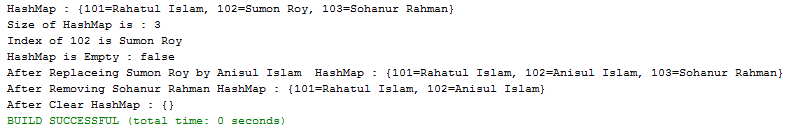 HashMap : {101=Rahatul Islam, 102=Sumon Roy, 103=Sohanur Rahman}
Size of HashMap is : 3
Index of 102 is Sumon Roy
HashMap is Empty : false
After Replaceing Sumon Roy by Anisul Islam  HashMap : {101=Rahatul Islam, 102=Anisul Islam, 103=Sohanur Rahman}
After Removing Sohanur Rahman HashMap : {101=Rahatul Islam, 102=Anisul Islam}
After Clear HashMap : {}
BUILD SUCCESSFUL (total time: 0 seconds)